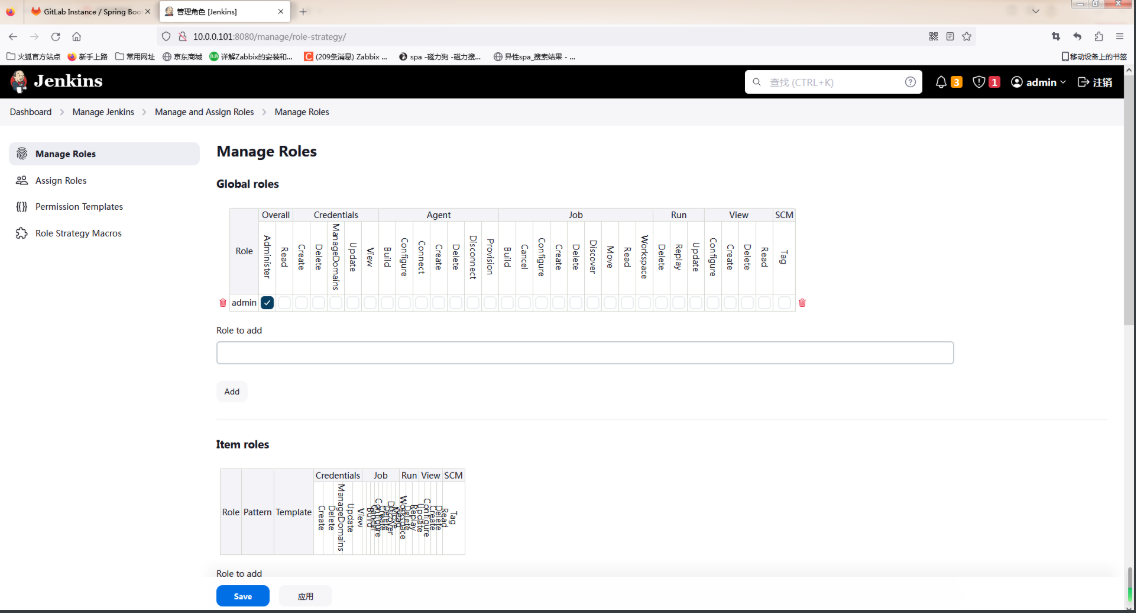 GitLab Instance / Spring Boo
管理角色 [Jenkins]
10.0.0.101:8080/manage/role-strategy/
火狐官方站点 新手上路 常用网址 京东商城 详解Zabbix的安装和... (209条消息) Zabbix ... spa -磁力狗 -磁力搜... 异性spa_搜索结果 - ... 移动设备上的书签
Jenkins
查找 (CTRL+K)
3 1 admin 注销
Dashboard Manage Jenkins Manage and Assign Roles Manage Roles
Manage Roles
Assign Roles
Permission Templates
Role Strategy Macros
Manage Roles
Global roles
Overall Credentials Agent Job Run View SCM
Role Administer Read Create Delete ManageDomains Update View Build Configure Connect Create Delete Disconnect Provision Build Cancel Configure Create Delete Discover Move Read Workspace Delete Replay Update Configure Create Delete Read Tag
admin
Role to add
Add
Item roles
Credentials Job Run View SCM
Role Pattern Template Create Delete ManageDomains Update View Workspace Replay Update Configure Create Delete Read Tag
Role to add
Save 应用